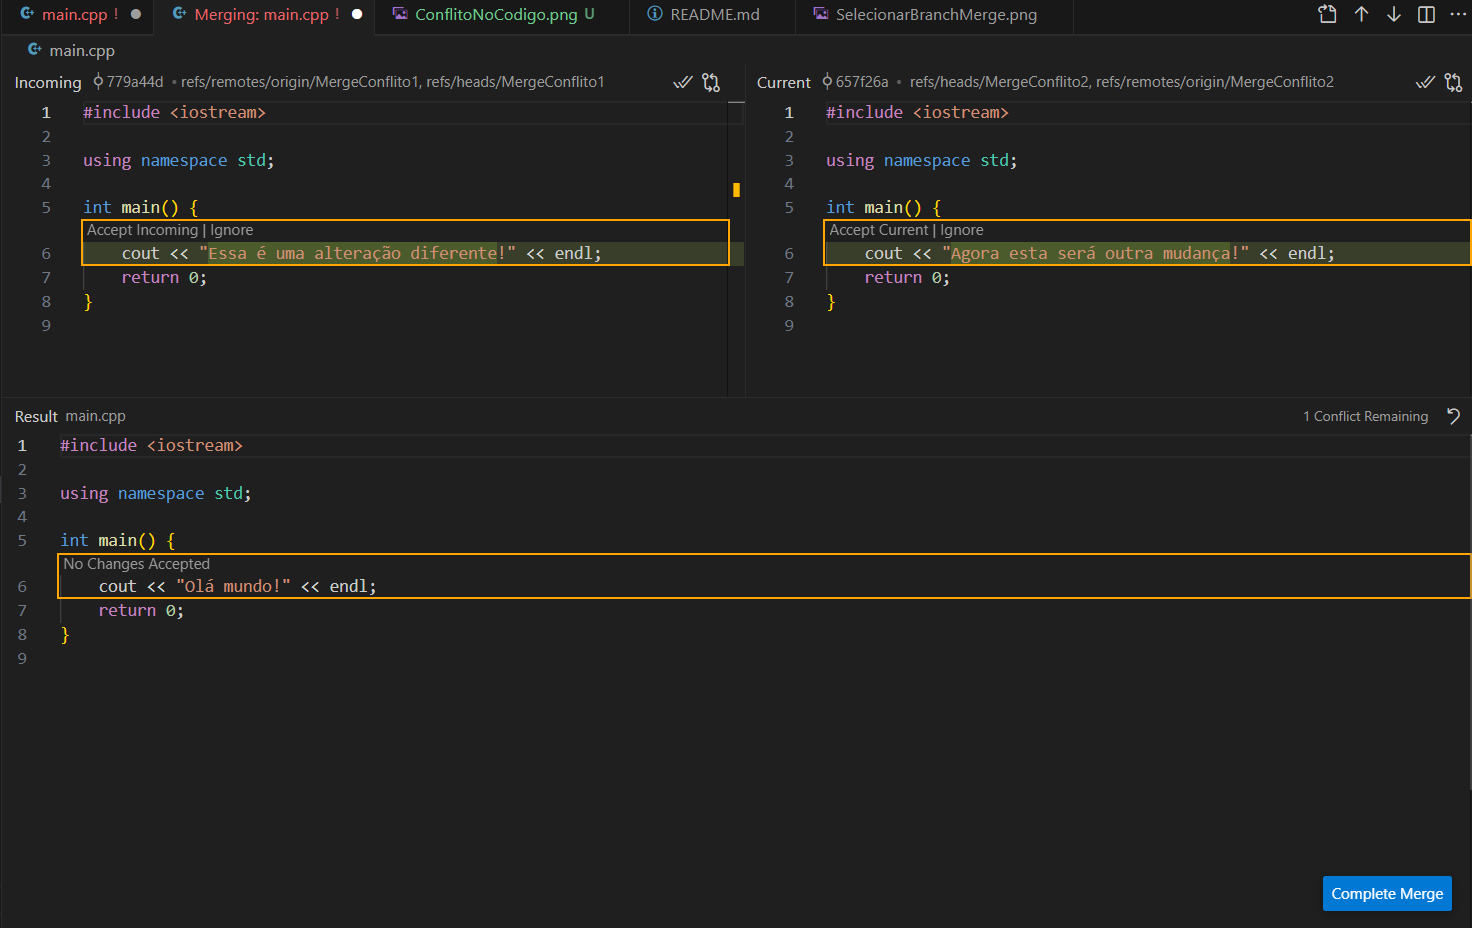 main.cpp ! Merging: main.cpp ! ConflitoNoCodigo.png U README.md SelecionarBranchMerge.png
main.cpp
Incoming 779a44d • refs/remotes/origin/MergeConflito1, refs/heads/MergeConflito1
1 #include <iostream>
2
3 using namespace std;
4
5 int main() {
Accept Incoming | Ignore
6 cout << "Essa é uma alteração diferente!" << endl;
7 return 0;
8 }
9
Current 657f26a • refs/heads/MergeConflito2, refs/remotes/origin/MergeConflito2
1 #include <iostream>
2
3 using namespace std;
4
5 int main() {
Accept Current | Ignore
6 cout << "Agora esta será outra mudança!" << endl;
7 return 0;
8 }
9
Result main.cpp 1 Conflict Remaining
1 #include <iostream>
2
3 using namespace std;
4
5 int main() {
No Changes Accepted
6 cout << "Olá mundo!" << endl;
7 return 0;
8 }
9
Complete Merge